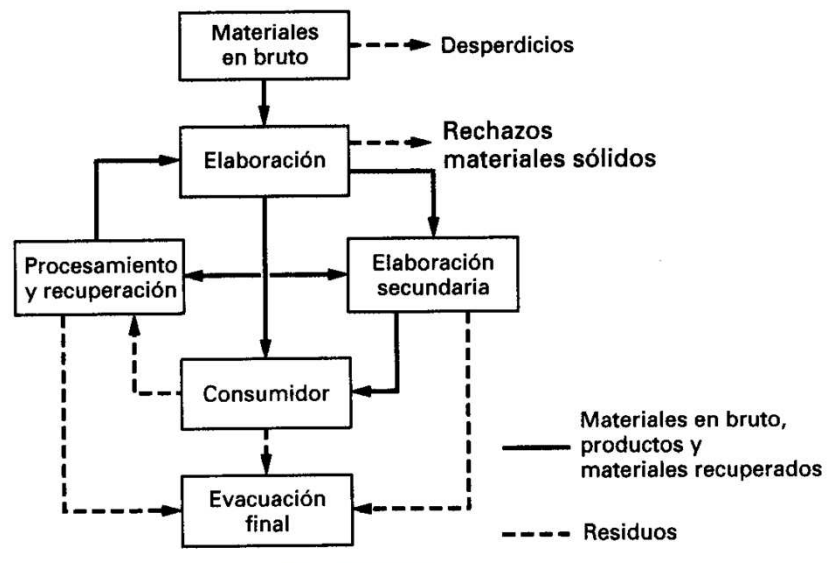 Materiales
en bruto
Desperdicios
Elaboración
Rechazos
materiales sólidos
Procesamiento
y recuperación
Elaboración
secundaria
Consumidor
Evacuación
final
Materiales en bruto,
productos y
materiales recuperados
Residuos